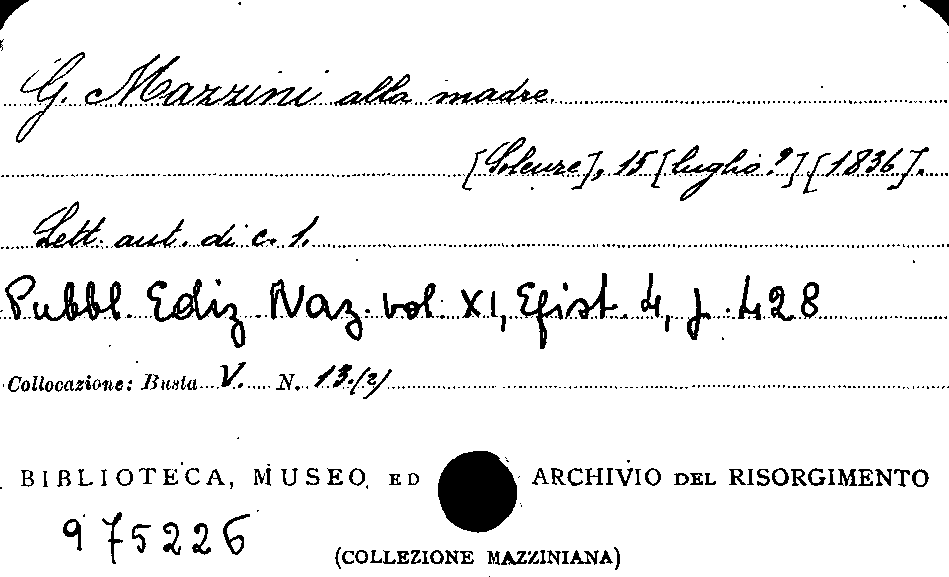 G. Mazzini alla madre.
[Soleure], 15 [luglio?] [1836].
Lett. aut. di c. 1.
Pubbl. Ediz. Naz. vol. XI, Epist. 4, p. 428
Collocazione: Busta V. N. 13.(2)
BIBLIOTECA, MUSEO ED ARCHIVIO DEL RISORGIMENTO
975226
(COLLEZIONE MAZZINIANA)